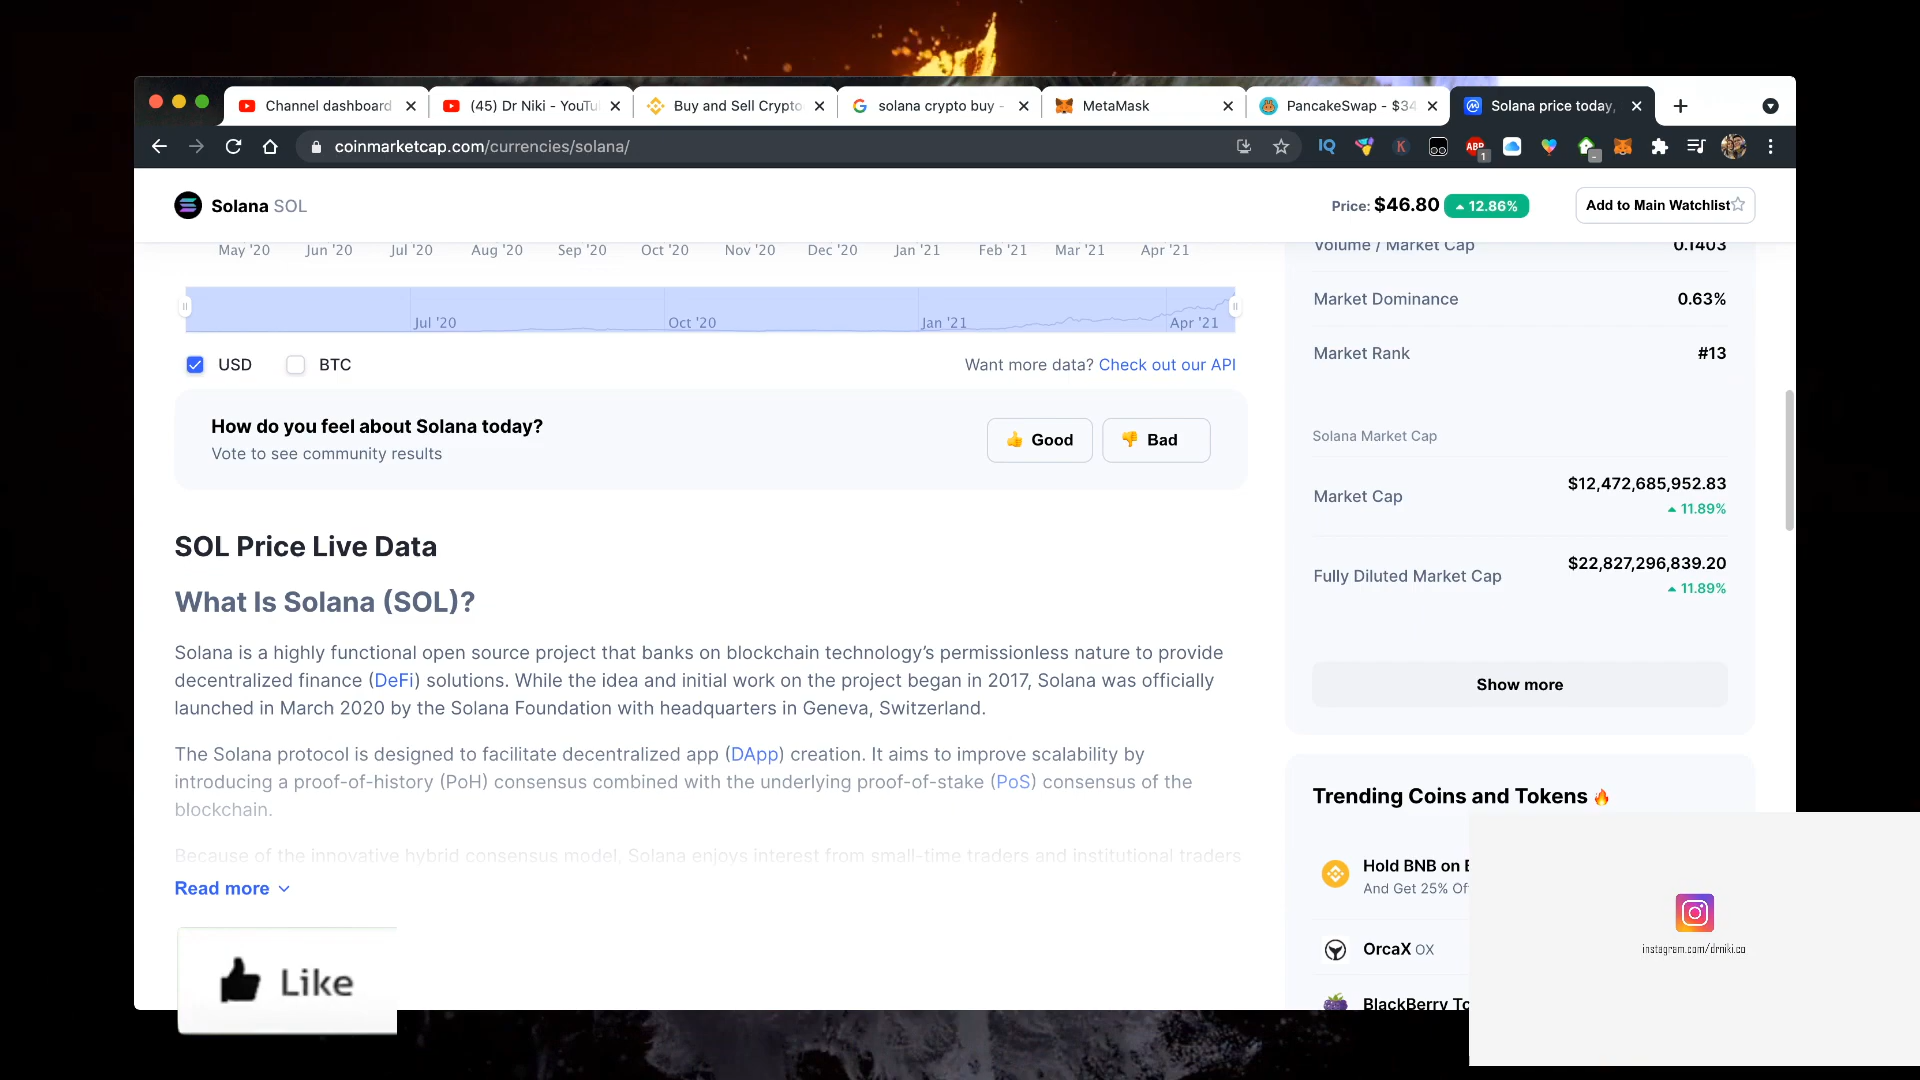 Channel dashboard
(45) Dr Niki - YouTu
Buy and Sell Crypto
solana crypto buy -
MetaMask
PancakeSwap - $34
Solana price today,
coinmarketcap.com/currencies/solana/
IQ
K
ABP
1
Solana SOL
Price: $46.80 12.86%
Add to Main Watchlist
May '20 Jun '20 Jul '20 Aug '20 Sep '20 Oct '20 Nov '20 Dec '20 Jan '21 Feb '21 Mar '21 Apr '21
Jul '20 Oct '20 Jan '21 Apr '21
USD BTC
Want more data? Check out our API
How do you feel about Solana today?
Vote to see community results
Good
Bad
SOL Price Live Data
What Is Solana (SOL)?
Solana is a highly functional open source project that banks on blockchain technology’s permissionless nature to provide
decentralized finance (DeFi) solutions. While the idea and initial work on the project began in 2017, Solana was officially
launched in March 2020 by the Solana Foundation with headquarters in Geneva, Switzerland.
The Solana protocol is designed to facilitate decentralized app (DApp) creation. It aims to improve scalability by
introducing a proof-of-history (PoH) consensus combined with the underlying proof-of-stake (PoS) consensus of the
blockchain.
Because of the innovative hybrid consensus model, Solana enjoys interest from small-time traders and institutional traders
Read more
Like
Volume / Market Cap 0.1403
Market Dominance 0.63%
Market Rank #13
Solana Market Cap
Market Cap $12,472,685,952.83
11.89%
Fully Diluted Market Cap $22,827,296,839.20
11.89%
Show more
Trending Coins and Tokens
Hold BNB on B
And Get 25% Of
OrcaX OX
BlackBerry To
instagram.com/drniki.co